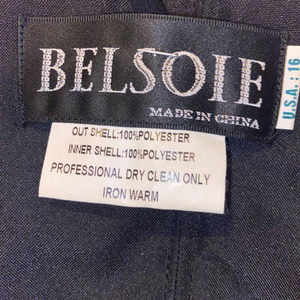 BELSOIE
MADE IN CHINA
U.S.A.: 16
OUT SHELL:100%POLYESTER
INNER SHELL:100%POLYESTER
PROFESSIONAL DRY CLEAN ONLY
IRON WARM